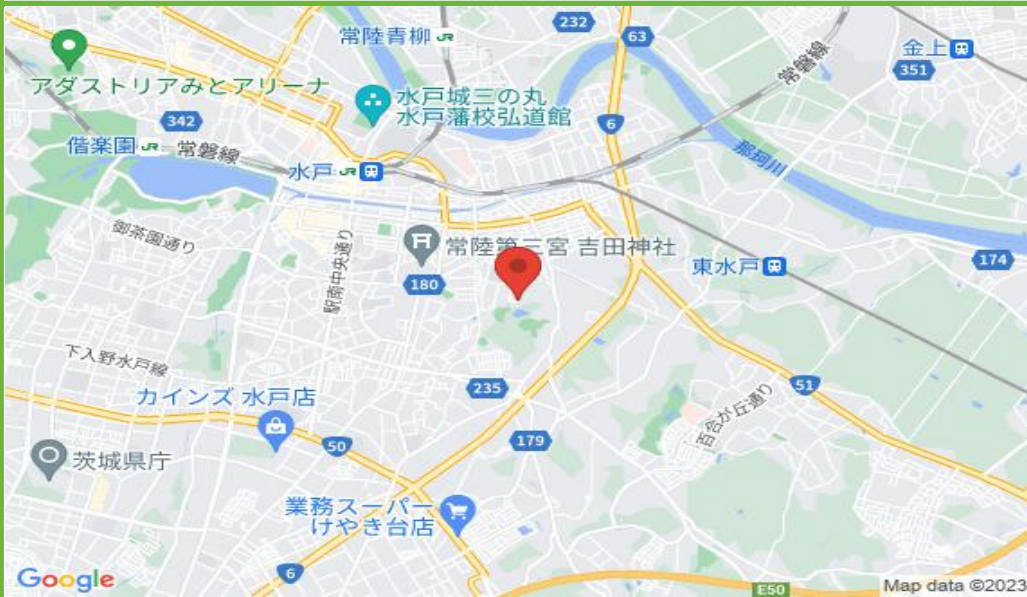 232
常陸青柳 JR
63
金上
351
常磐線
アダストリアみとアリーナ
水戸城三の丸
水戸藩校弘道館
342
6
偕楽園 JR
常磐線
那珂川
水戸 JR
御茶園通り
駅南中央通り
常陸第三宮 吉田神社
東水戸
174
180
下入野水戸線
235
51
カインズ 水戸店
百合が丘通り
50
179
茨城県庁
業務スーパー
けやき台店
6
Google
E50
Map data ©2023